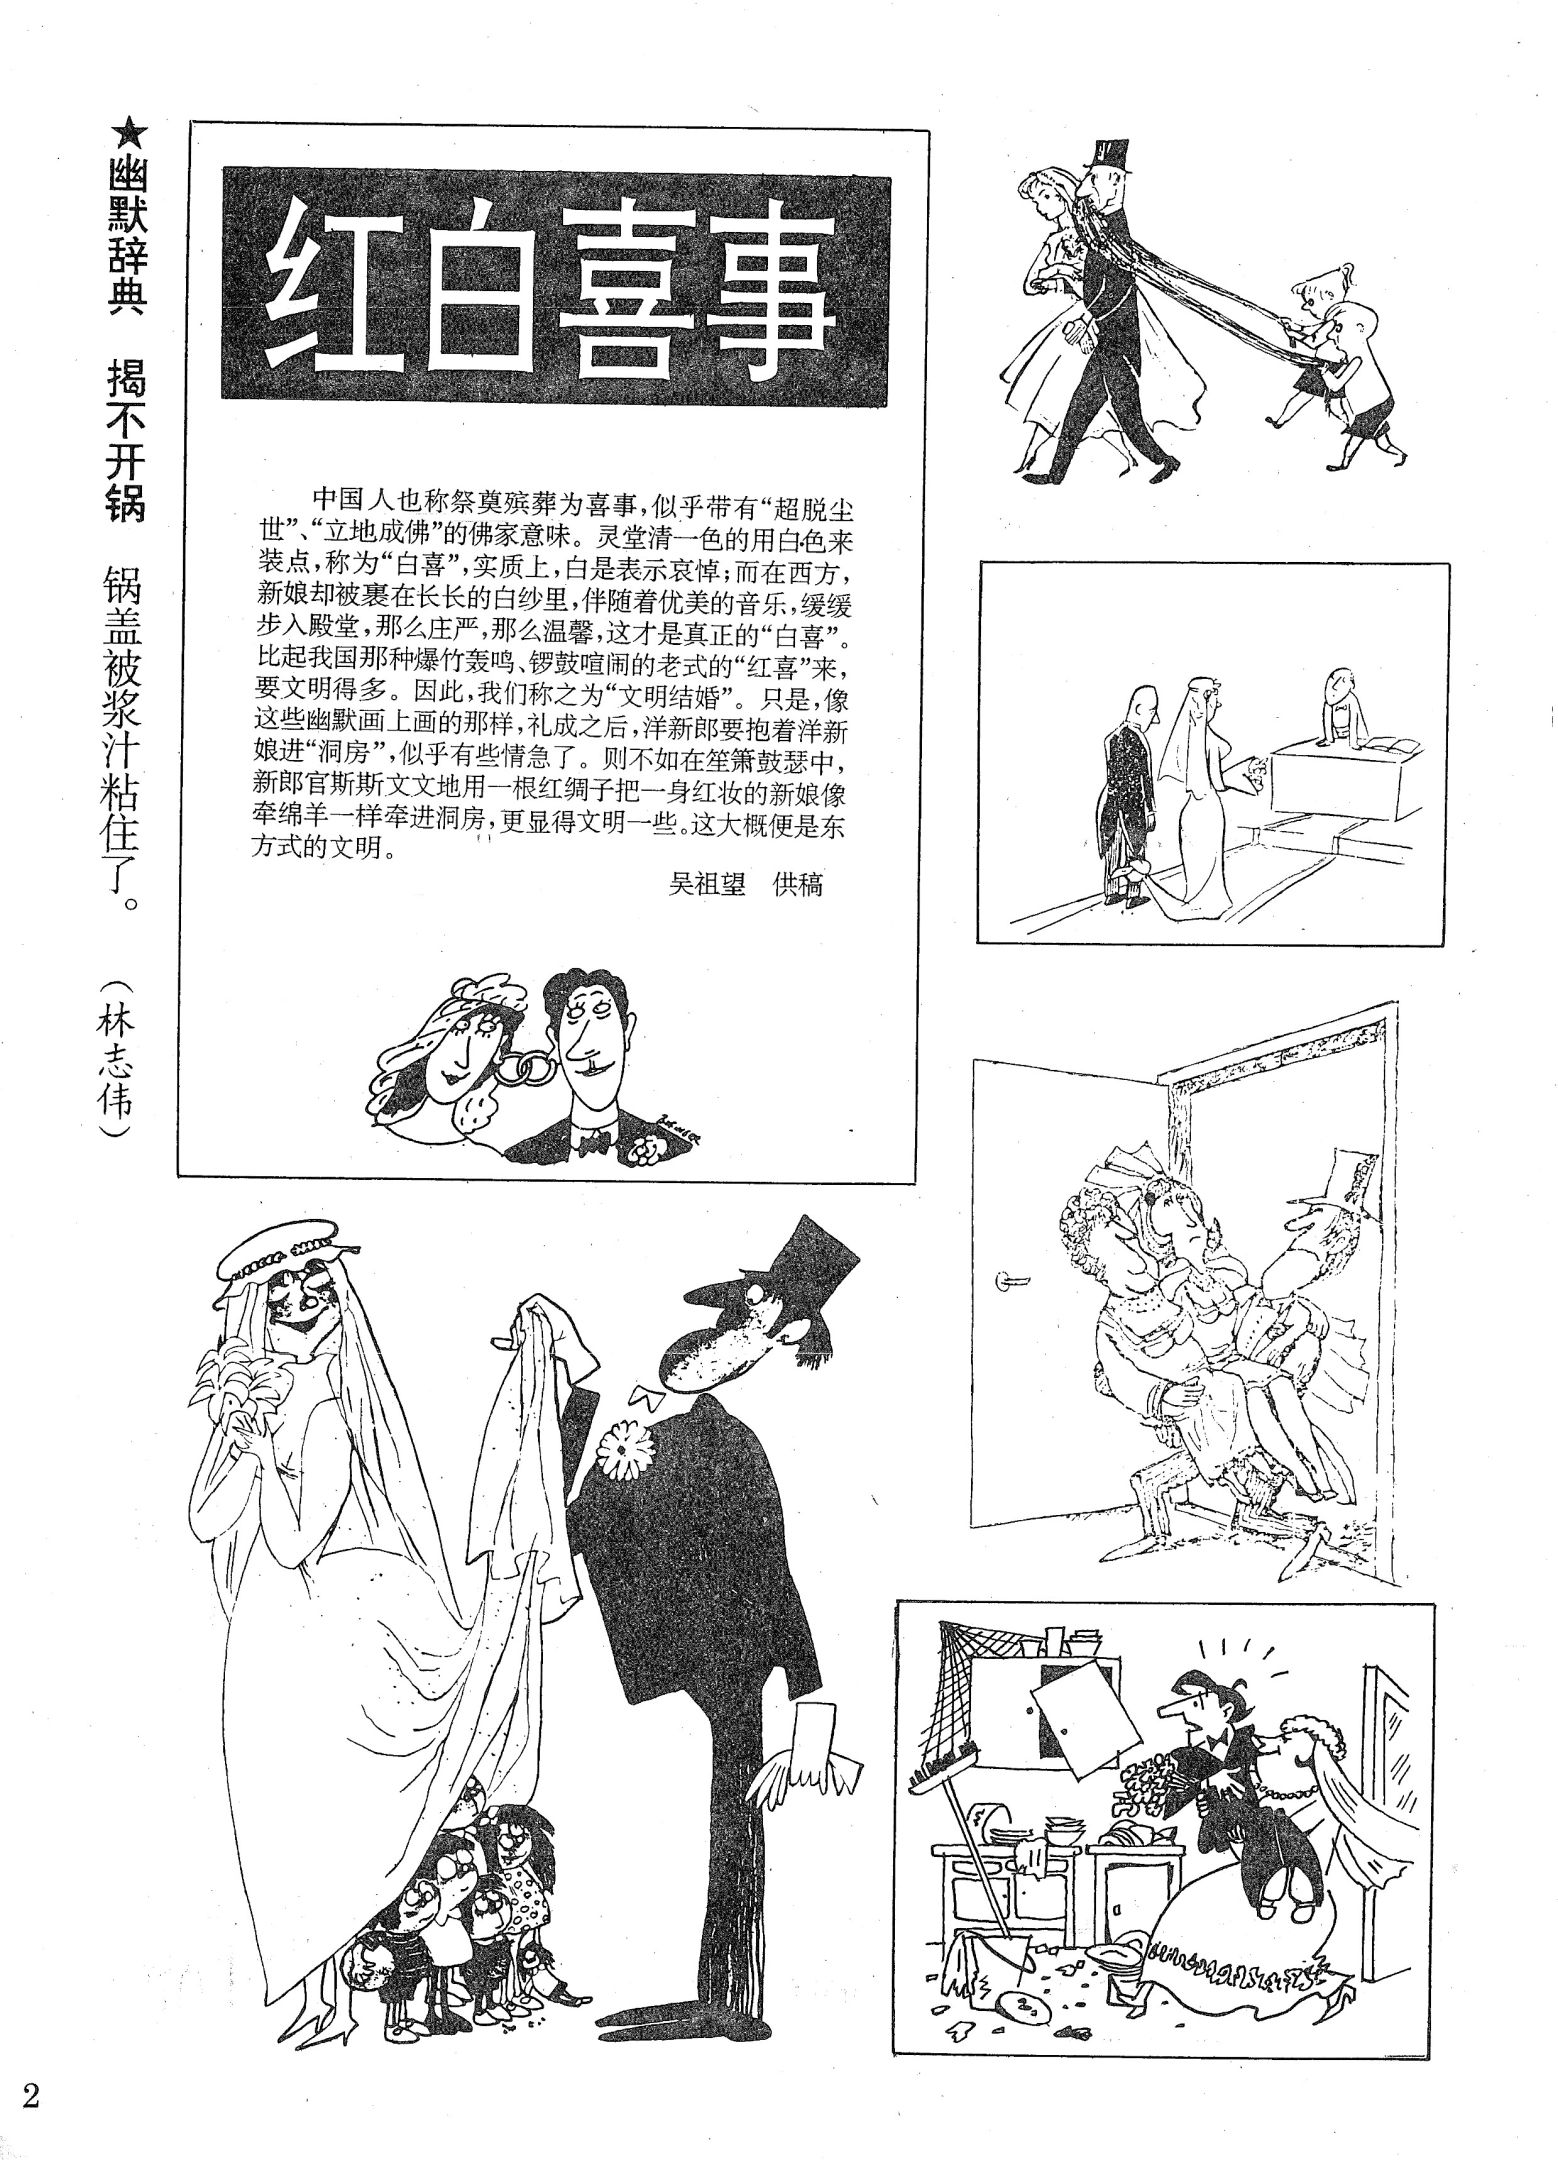 ★幽默辞典 揭不开锅 锅盖被浆汁粘住了。 （林志伟）
红白喜事
中国人也称祭奠殡葬为喜事，似乎带有“超脱尘
世”、“立地成佛”的佛家意味。灵堂清一色的用白色来
装点，称为“白喜”，实质上，白是表示哀悼；而在西方，
新娘却被裹在长长的白纱里，伴随着优美的音乐，缓缓
步入殿堂，那么庄严，那么温馨，这才是真正的“白喜”。
比起我国那种爆竹轰鸣、锣鼓喧闹的老式的“红喜”来，
要文明得多。因此，我们称之为“文明结婚”。只是，像
这些幽默画上画的那样，礼成之后，洋新郎要抱着洋新
娘进“洞房”，似乎有些情急了。则不如在笙箫鼓瑟中，
新郎官斯斯文文地用一根红绸子把一身红妆的新娘像
牵绵羊一样牵进洞房，更显得文明一些。这大概便是东
方式的文明。
吴祖望 供稿
2